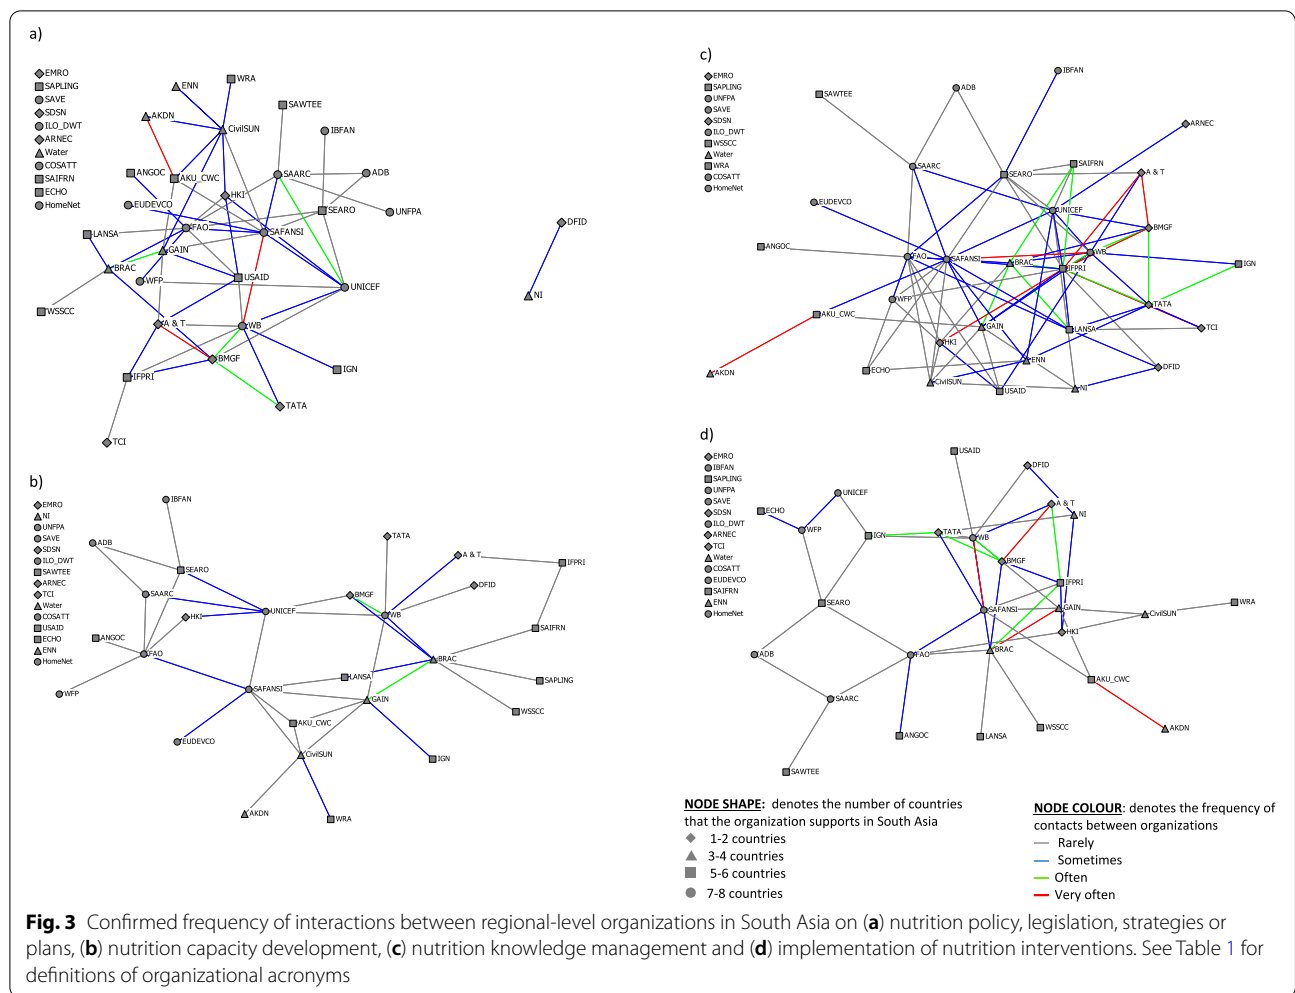 a)
EMRO
SAPLING
SAVE
SDSN
ILO_DWT
ARNEC
Water
COSATT
SAIFRN
ECHO
HomeNet
ENN
WRA
AKDN
CivilSUN
SAWTEE
IBFAN
ANGOC
AKU_CWC
SAARC
ADB
HKI
EUDEVCO
SEARO
UNFPA
LANSA
FAO
SAFANSI
DFID
GAIN
BRAC
WFP
USAID
UNICEF
NI
WSSCC
A & T
WB
BMGF
IGN
IFPRI
TATA
TCI
b)
EMRO
NI
UNFPA
SAVE
SDSN
ILO_DWT
SAWTEE
ARNEC
TCI
Water
COSATT
USAID
ECHO
ENN
HomeNet
IBFAN
ADB
SEARO
TATA
A & T
IFPRI
SAARC
UNICEF
BMGF
DFID
HKI
WB
ANGOC
FAO
SAIFRN
BRAC
WFP
SAFANSI
LANSA
SAPLING
GAIN
WSSCC
AKU_CWC
EUDEVCO
CivilSUN
IGN
AKDN
WRA
c)
EMRO
SAPLING
UNFPA
SAVE
SDSN
ILO_DWT
WSSCC
Water
WRA
COSATT
HomeNet
IBFAN
ADB
SAWTEE
ARNEC
SAARC
SEARO
SAIFRN
A & T
EUDEVCO
UNICEF
BMGF
ANGOC
FAO
SAFANSI
BRAC
WB
IFPRI
IGN
WFP
TATA
AKU_CWC
GAIN
LANSA
TCI
HKI
ENN
DFID
AKDN
ECHO
CivilSUN
USAID
NI
d)
EMRO
IBFAN
SAPLING
UNFPA
SAVE
SDSN
ILO_DWT
ARNEC
TCI
Water
COSATT
EUDEVCO
SAIFRN
ENN
HomeNet
USAID
DFID
UNICEF
ECHO
A & T
NI
WFP
IGN
TATA
WB
BMGF
IFPRI
SEARO
SAFANSI
GAIN
CivilSUN
WRA
HKI
ADB
FAO
BRAC
AKU_CWC
SAARC
ANGOC
LANSA
WSSCC
AKDN
SAWTEE
NODE SHAPE: denotes the number of countries
that the organization supports in South Asia
1-2 countries
3-4 countries
5-6 countries
7-8 countries
NODE COLOUR: denotes the frequency of
contacts between organizations
Rarely
Sometimes
Often
Very often
Fig. 3 Confirmed frequency of interactions between regional-level organizations in South Asia on (a) nutrition policy, legislation, strategies or
plans, (b) nutrition capacity development, (c) nutrition knowledge management and (d) implementation of nutrition interventions. See Table 1 for
definitions of organizational acronyms